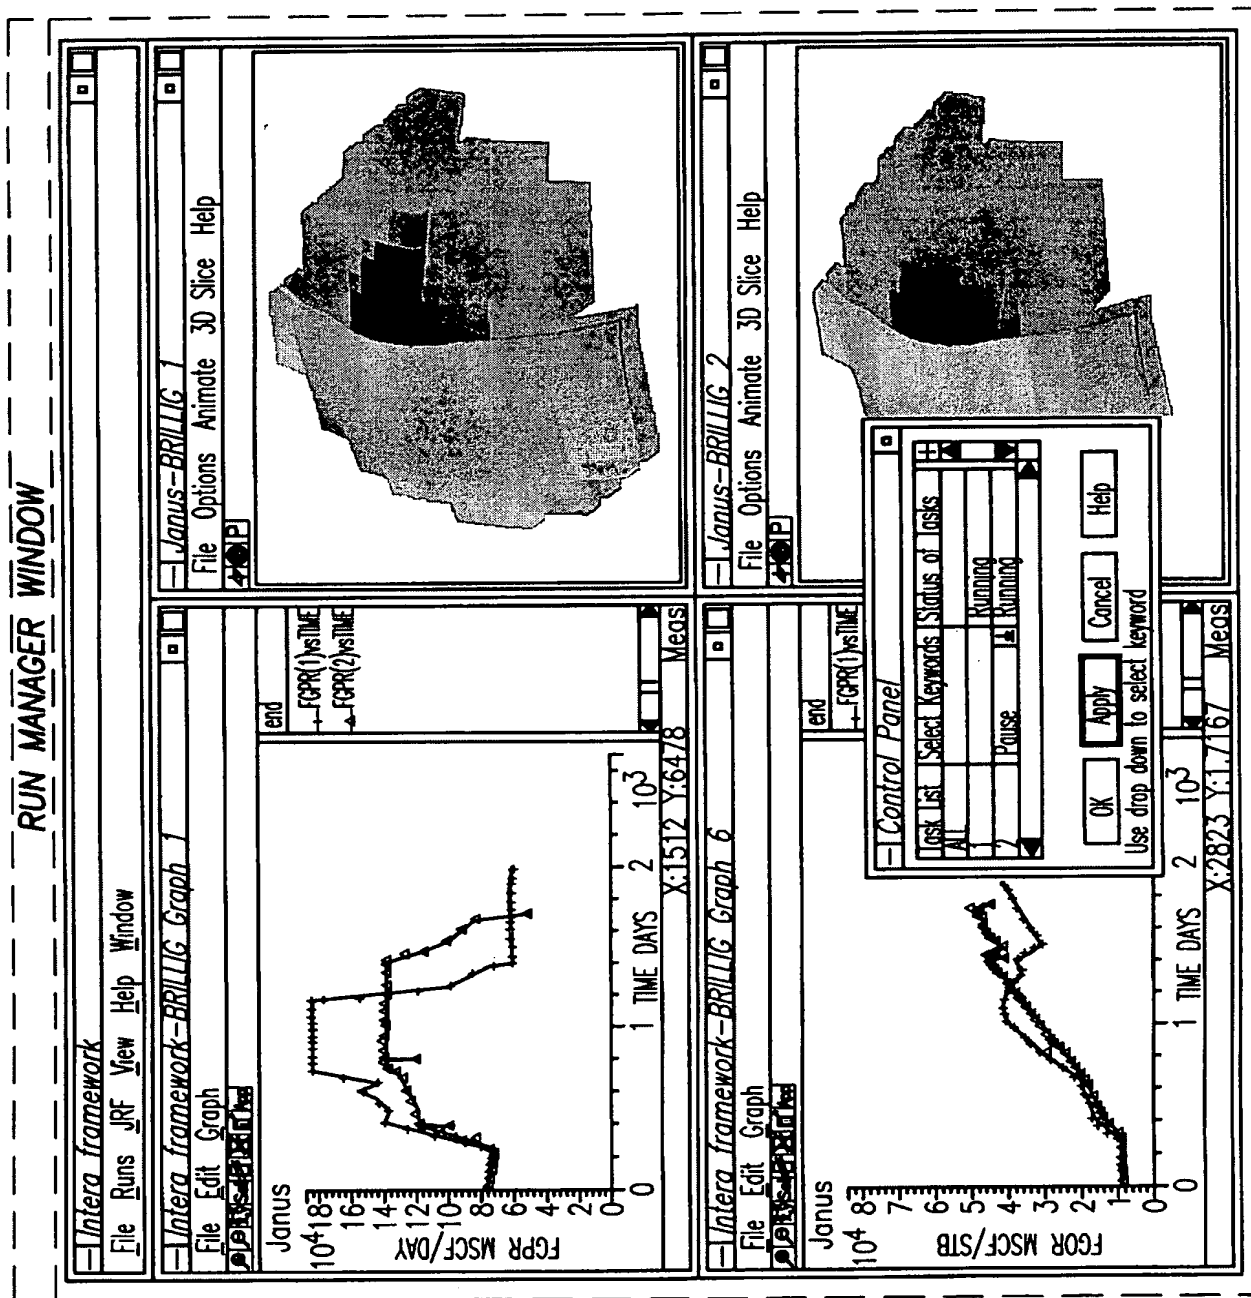 RUN MANAGER WINDOW
Intera framework
File Runs JRF View Help Window
Intera framework-BRILLIG Graph 1
File Edit Graph
Janus
10⁴
18
16
14
12
10
8
6
4
2
0
FGPR MSCF/DAY
0 1 2 10³
TIME DAYS
end
FGPR(1)vsTIME
FGPR(2)vsTIME
X:1512 Y:6478 Meas
Janus-BRILLIG 1
File Options Animate 3D Slice Help
P
Intera framework-BRILLIG Graph 6
File Edit Graph
Janus
10⁴
8
7
6
5
4
3
2
1
0
FGOR MSCF/STB
0 1 2 10³
TIME DAYS
end
FGPR(1)vsTIME
X:2823 Y:1.7167 Meas
Janus-BRILLIG 2
File Options Animate 3D Slice Help
P
Control Panel
Task List Select Keywords Status of Tasks
All
1 Running
2 Pause Running
OK Apply Cancel Help
Use drop down to select keyword